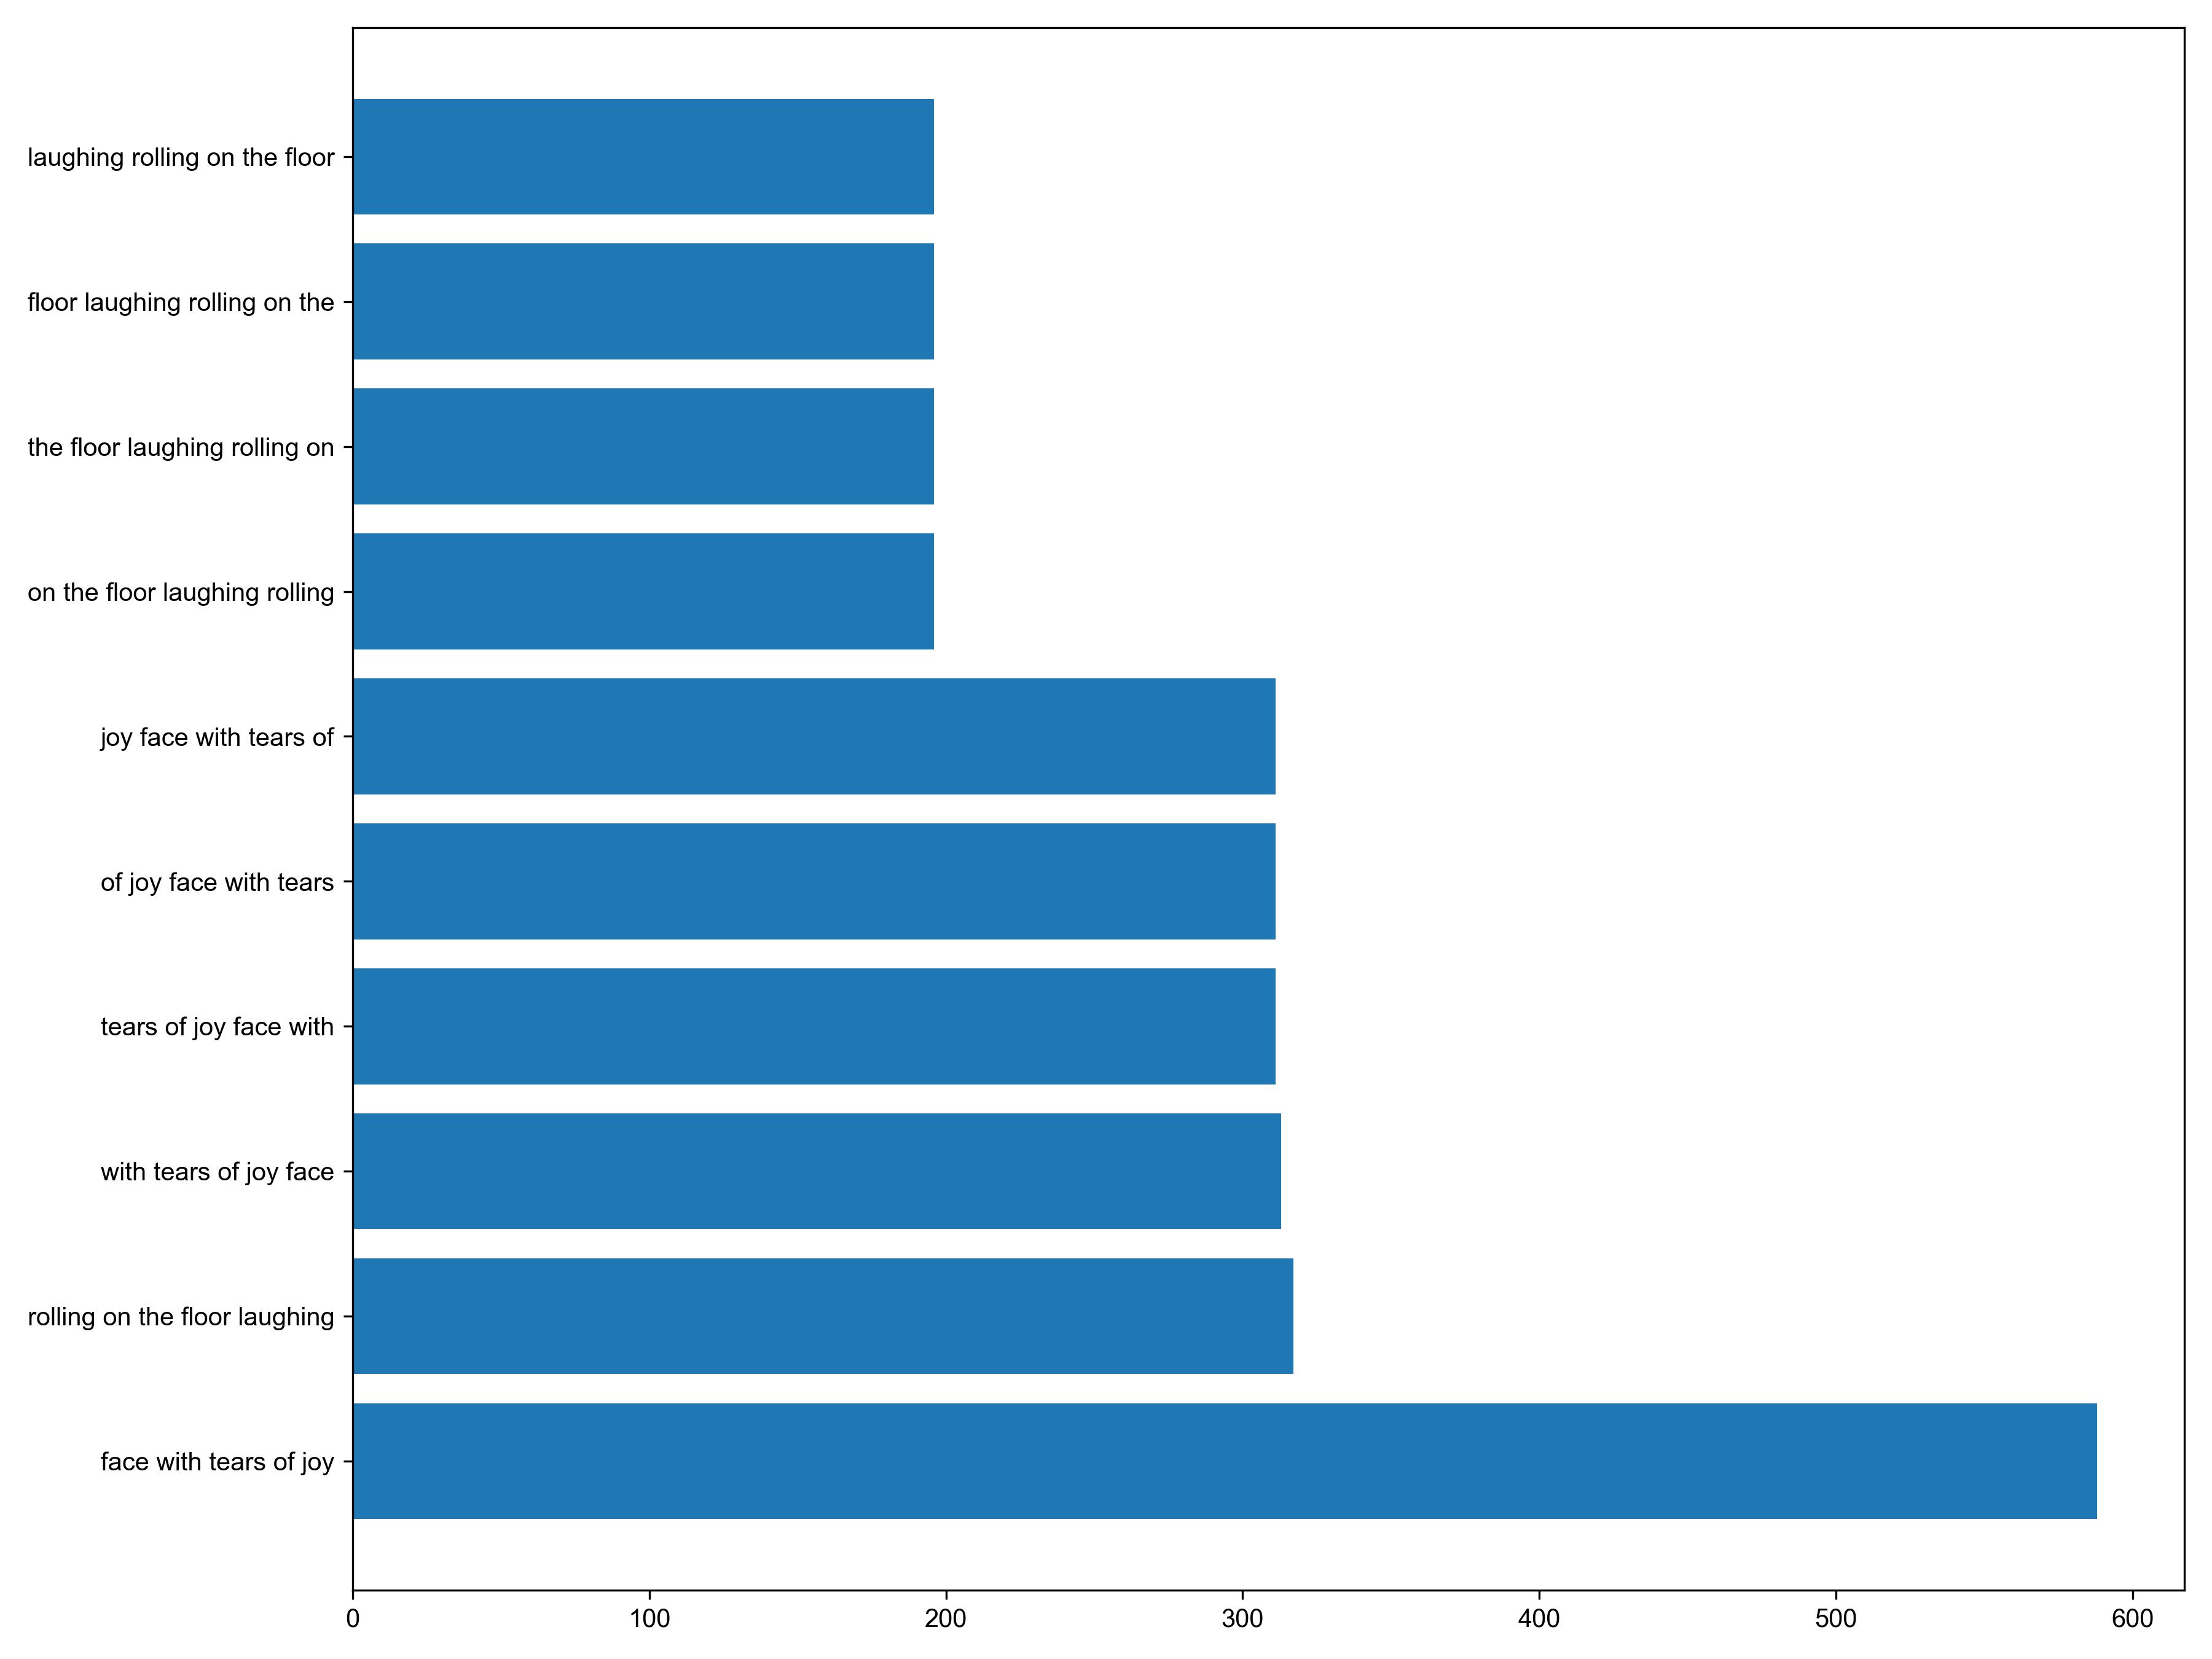 laughing rolling on the floor
floor laughing rolling on the
the floor laughing rolling on
on the floor laughing rolling
joy face with tears of
of joy face with tears
tears of joy face with
with tears of joy face
rolling on the floor laughing
face with tears of joy
0 100 200 300 400 500 600